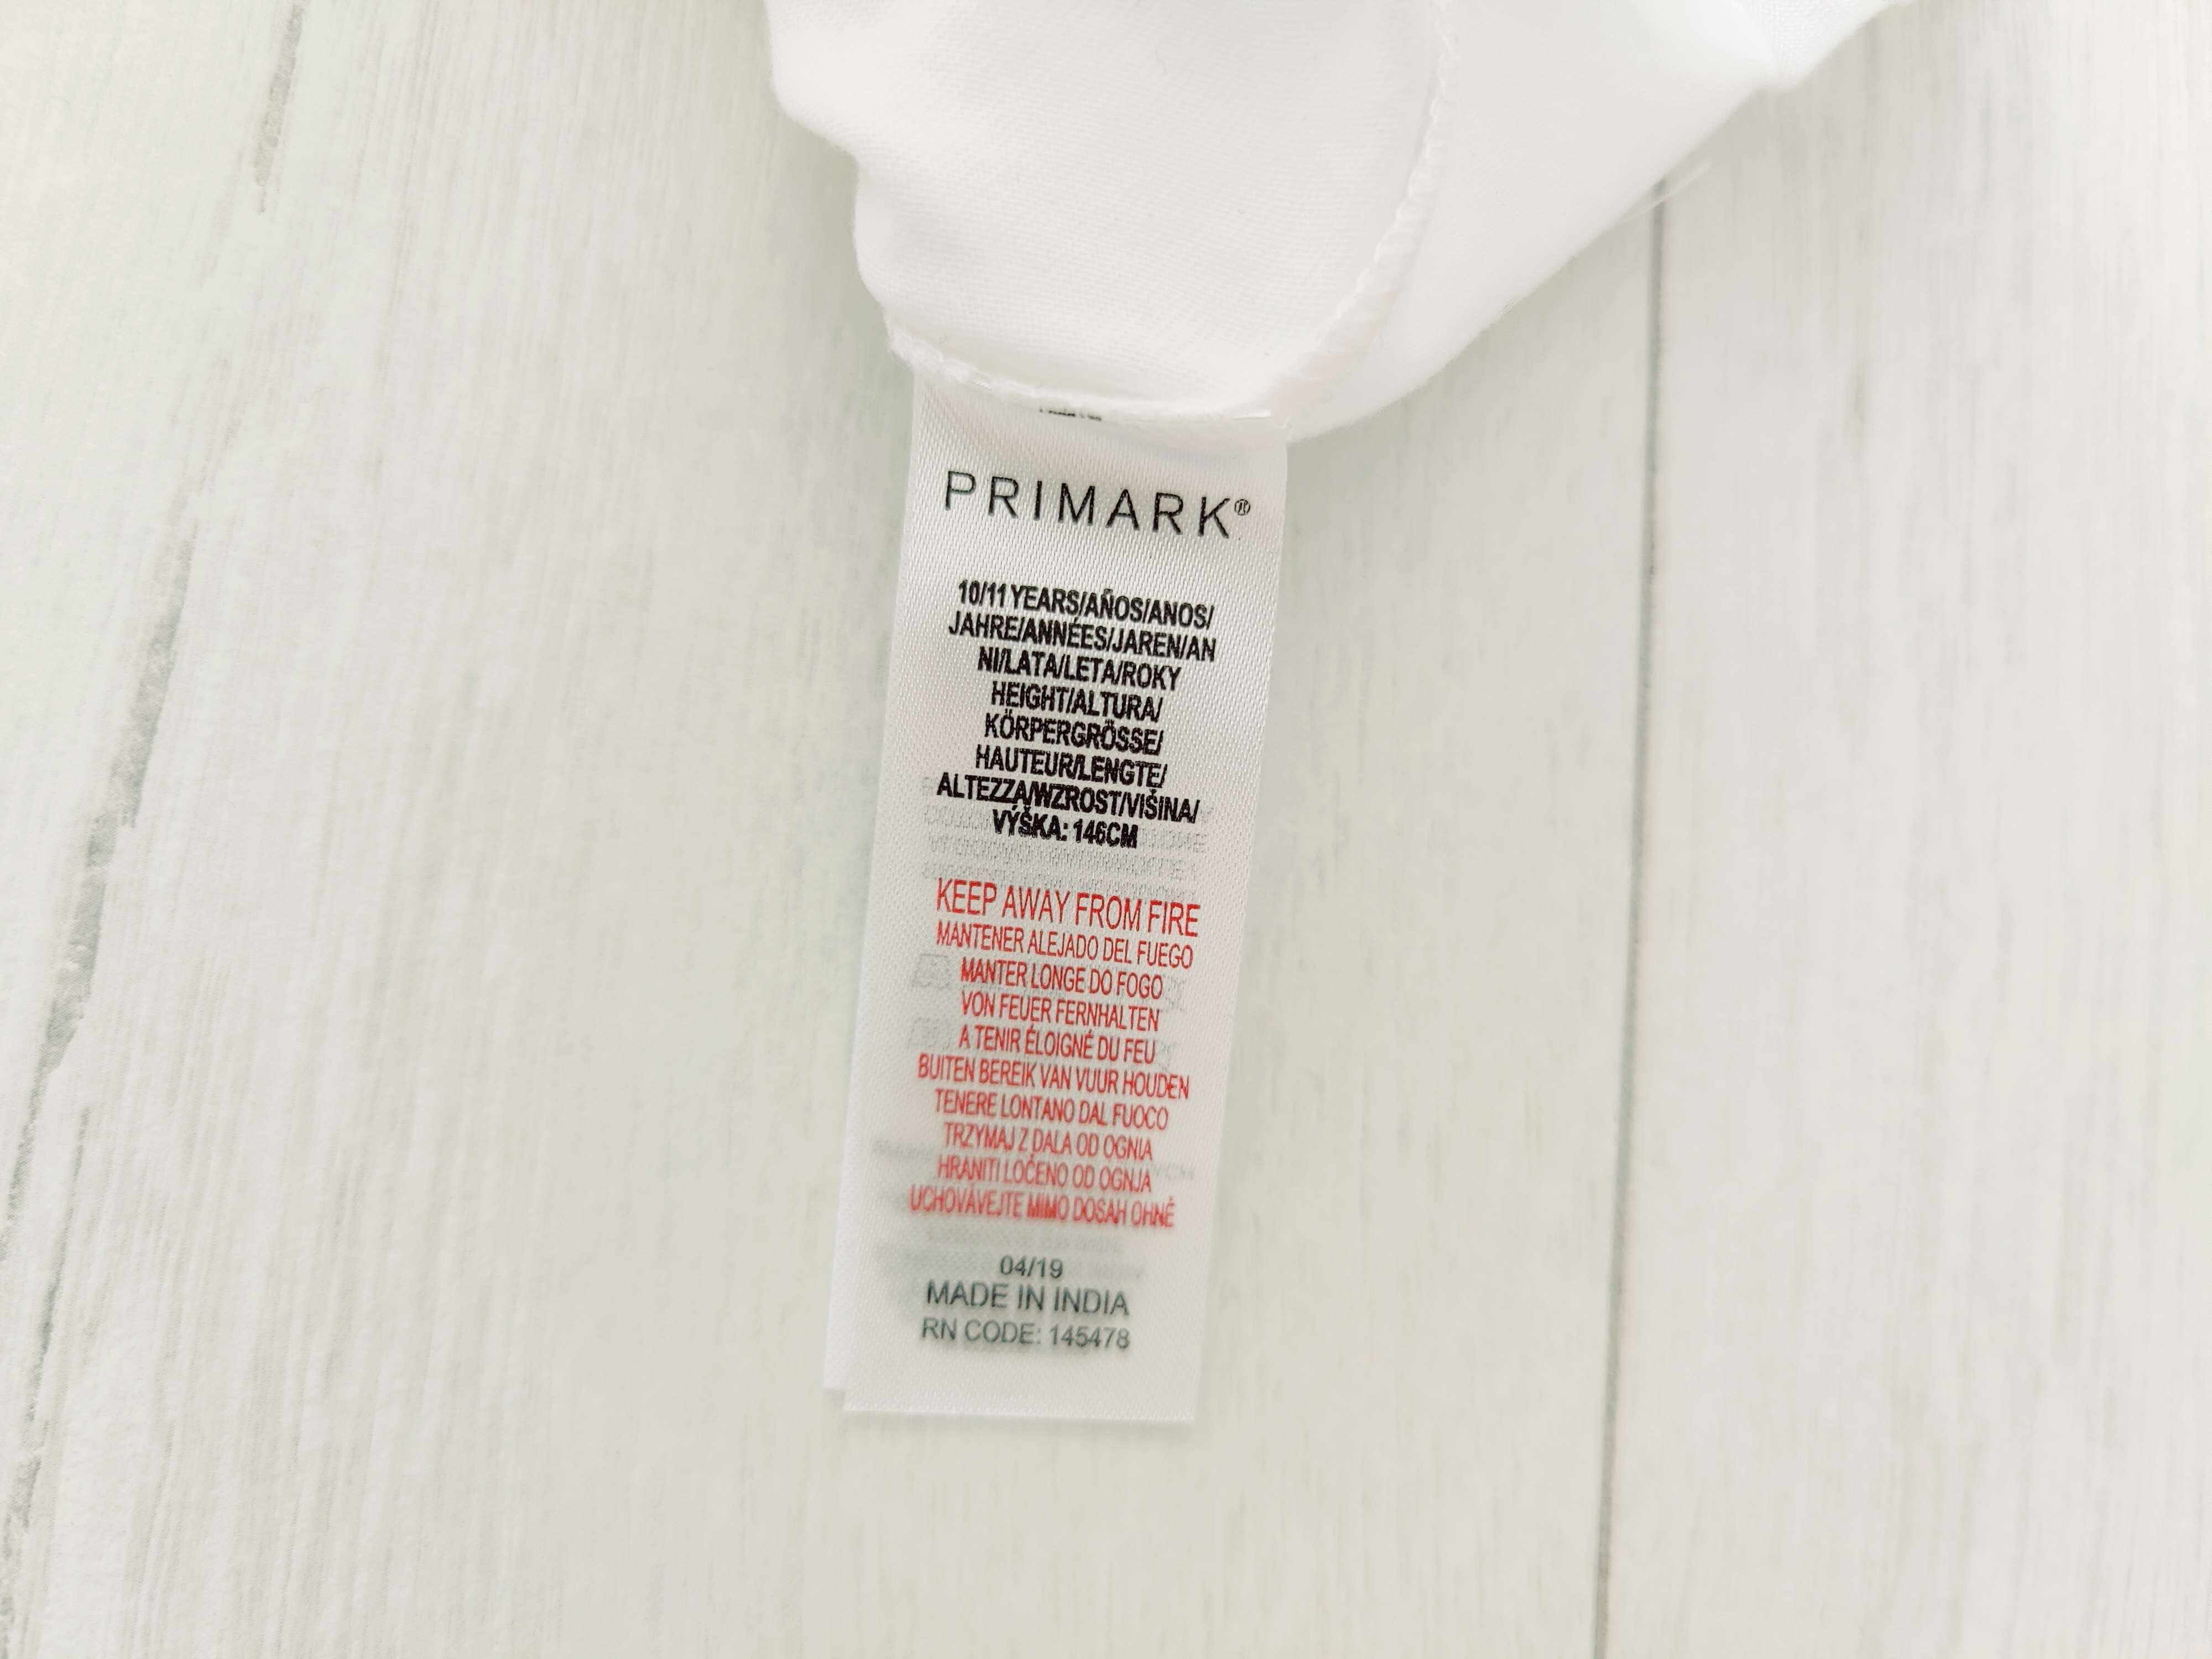 PRIMARK®
10/11 YEARS/AÑOS/ANOS/
JAHRE/ANNÉES/JAREN/AN
NI/LATA/LETA/ROKY
HEIGHT/ALTURA/
KÖRPERGRÖSSE/
HAUTEUR/LENGTE/
ALTEZZA/WZROST/VIŠINA/
VÝŠKA: 146CM
KEEP AWAY FROM FIRE
MANTENER ALEJADO DEL FUEGO
MANTER LONGE DO FOGO
VON FEUER FERNHALTEN
A TENIR ÉLOIGNÉ DU FEU
BUITEN BEREIK VAN VUUR HOUDEN
TENERE LONTANO DAL FUOCO
TRZYMAJ Z DALA OD OGNIA
HRANITI LOČENO OD OGNJA
UCHOVÁVEJTE MIMO DOSAH OHNĚ
04/19
MADE IN INDIA
RN CODE: 145478